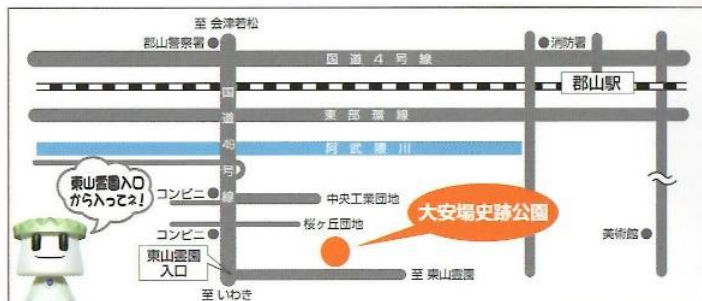 至 会津若松
郡山警察署
消防署
国道4号線
郡山駅
東部環線
国道49号線
阿武隈川
東山霊園入口
から入ってネ!
コンビニ
中央工業団地
桜ヶ丘団地
大安場史跡公園
コンビニ
美術館
東山霊園
入口
至 東山霊園
至 いわき